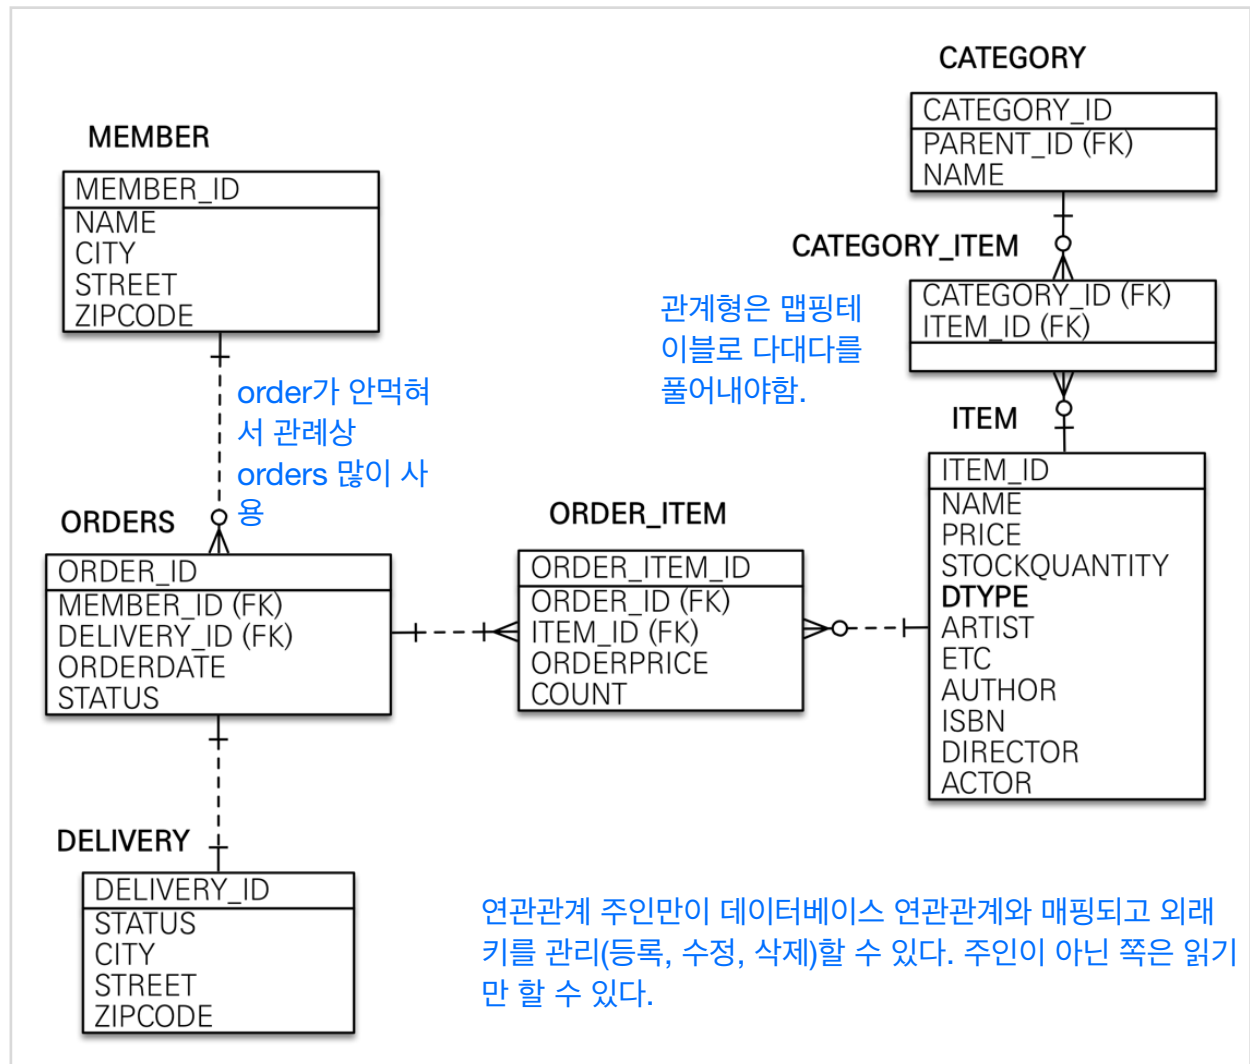 MEMBER
MEMBER_ID
NAME
CITY
STREET
ZIPCODE
order가 안먹혀
서 관례상
orders 많이 사
용
ORDERS
ORDER_ID
MEMBER_ID (FK)
DELIVERY_ID (FK)
ORDERDATE
STATUS
DELIVERY
DELIVERY_ID
STATUS
CITY
STREET
ZIPCODE
ORDER_ITEM
ORDER_ITEM_ID
ORDER_ID (FK)
ITEM_ID (FK)
ORDERPRICE
COUNT
CATEGORY
CATEGORY_ID
PARENT_ID (FK)
NAME
CATEGORY_ITEM
CATEGORY_ID (FK)
ITEM_ID (FK)
관계형은 맵핑테
이블로 다대다를
풀어내야함.
ITEM
ITEM_ID
NAME
PRICE
STOCKQUANTITY
DTYPE
ARTIST
ETC
AUTHOR
ISBN
DIRECTOR
ACTOR
연관관계 주인만이 데이터베이스 연관관계와 매핑되고 외래
키를 관리(등록, 수정, 삭제)할 수 있다. 주인이 아닌 쪽은 읽기
만 할 수 있다.